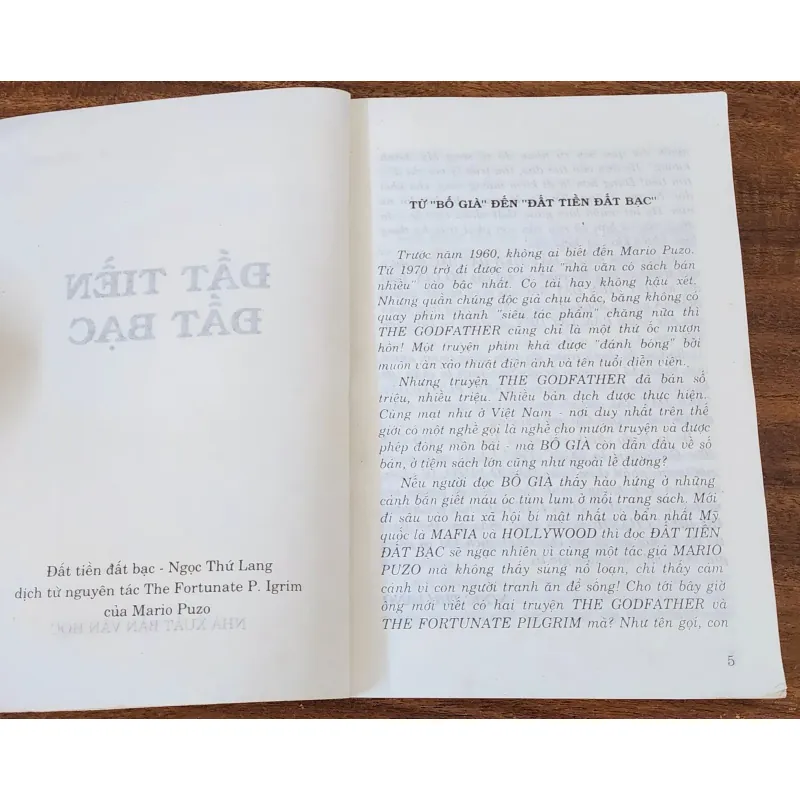 ĐẤT TIỀN
ĐẤT BẠC
Đất tiền đất bạc - Ngọc Thứ Lang
dịch từ nguyên tác The Fortunate P. Igrim
của Mario Puzo
NHÀ XUẤT BẢN VĂN HỌC
TỪ "BỐ GIÀ" ĐẾN "ĐẤT TIỀN ĐẤT BẠC"
Trước năm 1960, không ai biết đến Mario Puzo.
Từ 1970 trở đi được coi như "nhà văn có sách bán
nhiều" vào bậc nhất. Có tài hay không hậu xét.
Nhưng quần chúng độc giả chịu chắc, bằng không có
quay phim thành "siêu tác phẩm" chăng nữa thì
THE GODFATHER cũng chỉ là một thứ ốc mượn
hồn! Một truyện phim khá được "đánh bóng" bởi
muôn vàn xảo thuật điện ảnh và tên tuổi diễn viên.
Nhưng truyện THE GODFATHER đã bán số
triệu, nhiều triệu. Nhiều bản dịch được thực hiện.
Cũng mạt như ở Việt Nam - nơi duy nhất trên thế
giới có một nghề gọi là nghề cho mướn truyện và được
phép đóng môn bài - mà BỐ GIÀ còn dẫn đầu về số
bán, ở tiệm sách lớn cũng như ngoài lề đường?
Nếu người đọc BỐ GIÀ thấy hào hứng ở những
cảnh bắn giết máu óc tùm lum ở mỗi trang sách. Mới
đi sâu vào hai xã hội bí mật nhất và bẩn nhất Mỹ
quốc là MAFIA và HOLLYWOOD thì đọc ĐẤT TIỀN
ĐẤT BẠC sẽ ngạc nhiên vì cùng một tác giả MARIO
PUZO mà không thấy súng nổ loạn, chỉ thấy cám
cảnh vì con người tranh ăn để sống! Cho tới bây giờ
ông mới viết có hai truyện THE GODFATHER và
THE FORTUNATE PILGRIM mà? Như tên gọi, con
5